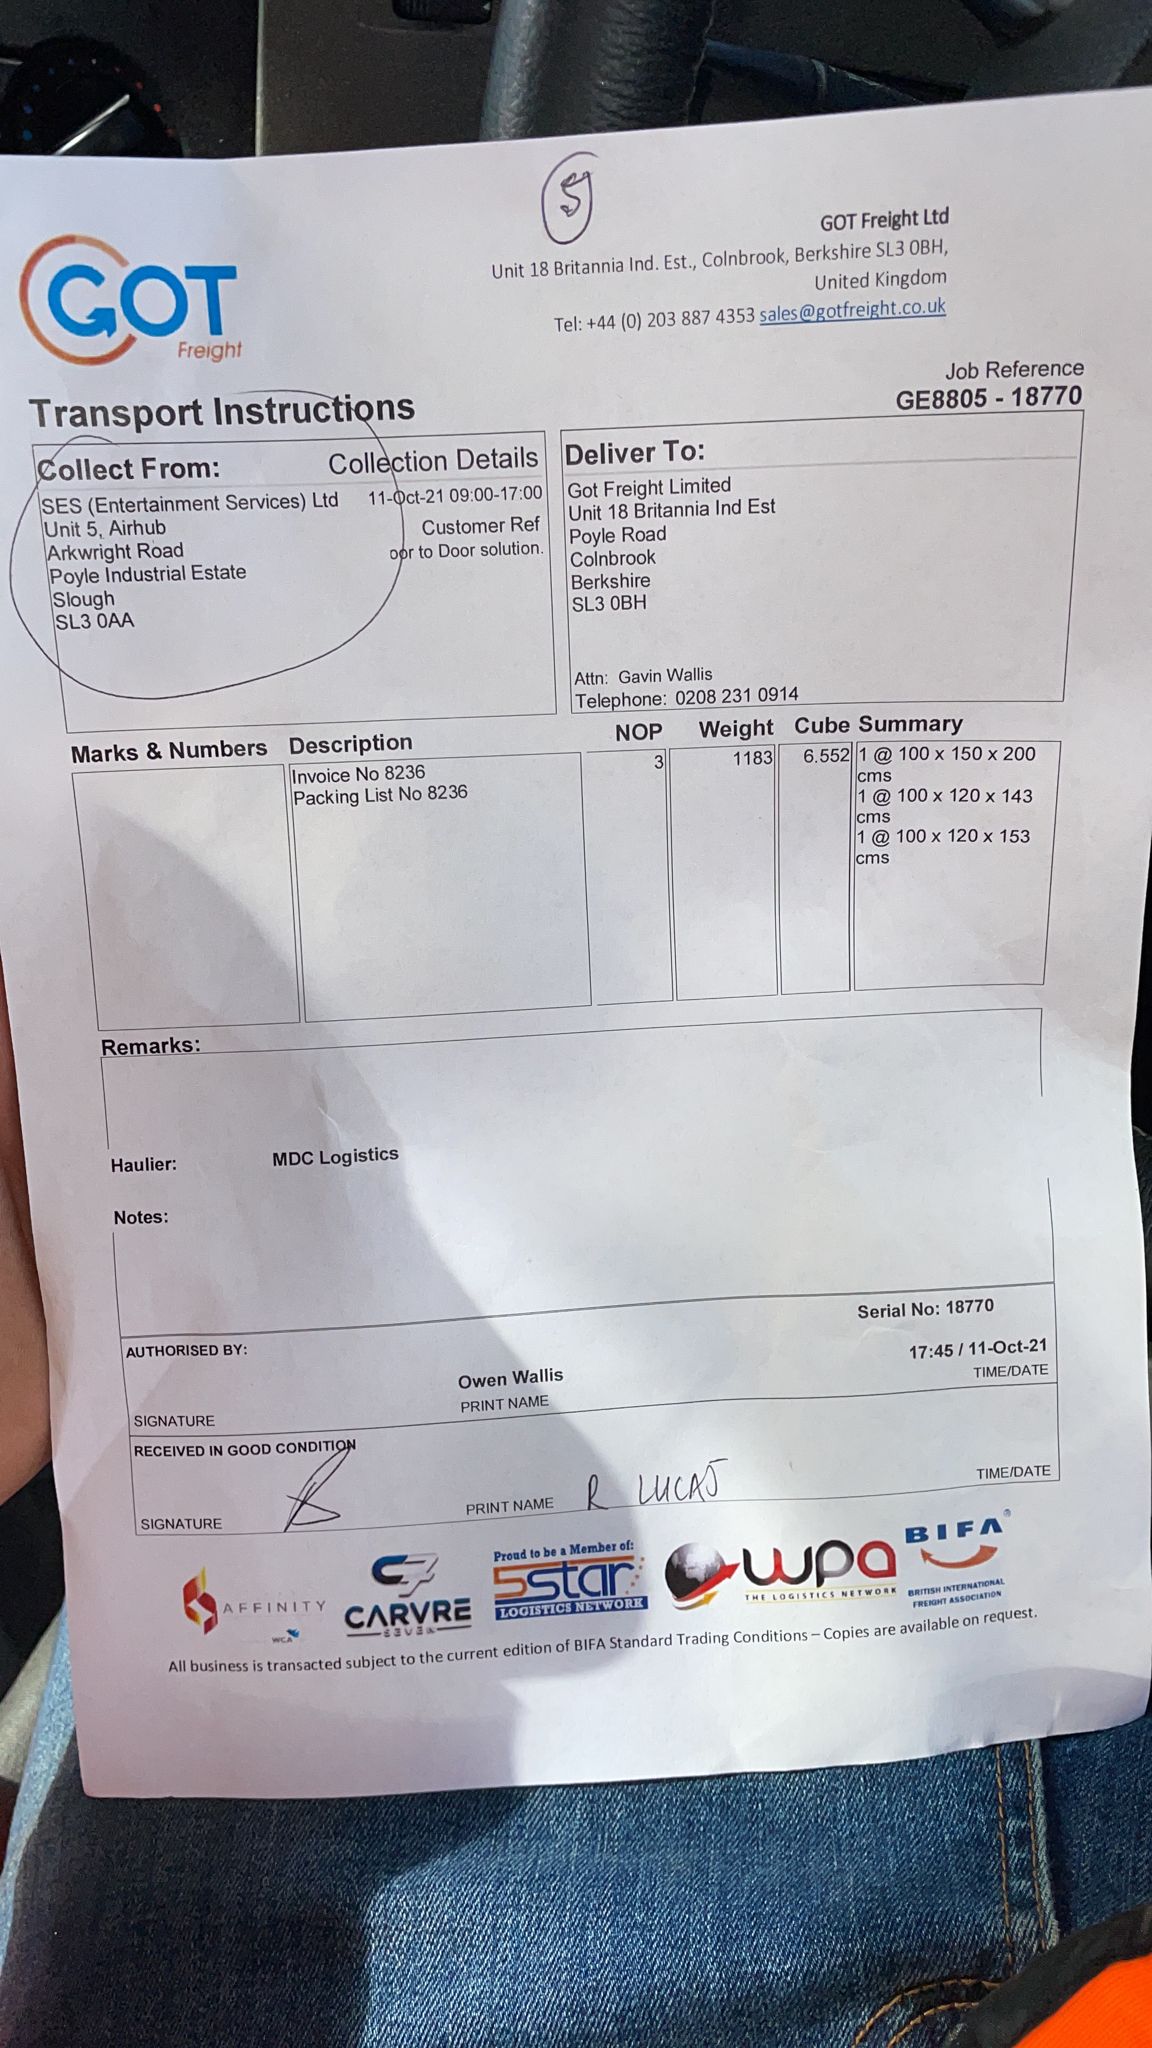 5
GOT Freight Ltd
Unit 18 Britannia Ind. Est., Colnbrook, Berkshire SL3 0BH,
United Kingdom
Tel: +44 (0) 203 887 4353 sales@gotfreight.co.uk
GOT
Freight
Job Reference
GE8805 - 18770
Transport Instructions
Collect From: Collection Details
SES (Entertainment Services) Ltd 11-Oct-21 09:00-17:00
Unit 5, Airhub Customer Ref
Arkwright Road oor to Door solution.
Poyle Industrial Estate
Slough
SL3 0AA
Deliver To:
Got Freight Limited
Unit 18 Britannia Ind Est
Poyle Road
Colnbrook
Berkshire
SL3 0BH
Attn: Gavin Wallis
Telephone: 0208 231 0914
Marks & Numbers Description NOP Weight Cube Summary
Invoice No 8236 3 1183 6.552 1 @ 100 x 150 x 200
cms
Packing List No 8236 1 @ 100 x 120 x 143
cms
1 @ 100 x 120 x 153
cms
Remarks:
Haulier: MDC Logistics
Notes:
Serial No: 18770
AUTHORISED BY:
Owen Wallis 17:45 / 11-Oct-21
SIGNATURE PRINT NAME TIME/DATE
RECEIVED IN GOOD CONDITION
SIGNATURE PRINT NAME R LUCAS TIME/DATE
AFFINITY
WCA
CARVRE
SEVEN
Proud to be a Member of:
5star
LOGISTICS NETWORK
wpa
THE LOGISTICS NETWORK
BIFA
BRITISH INTERNATIONAL
FREIGHT ASSOCIATION
All business is transacted subject to the current edition of BIFA Standard Trading Conditions – Copies are available on request.